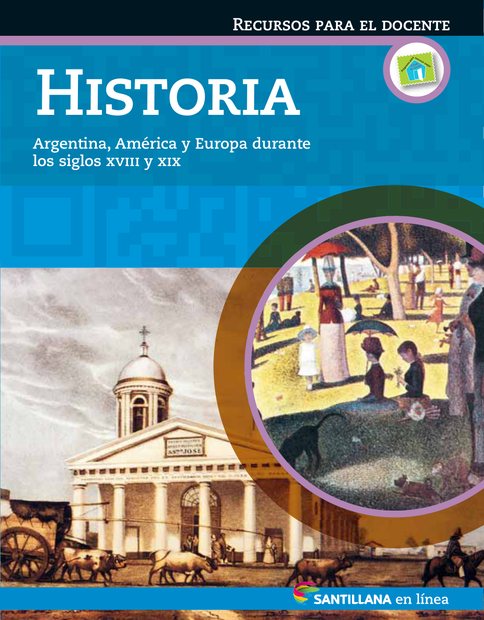 RECURSOS PARA EL DOCENTE
HISTORIA
Argentina, América y Europa durante
los siglos XVIII y XIX
SANTILLANA en línea